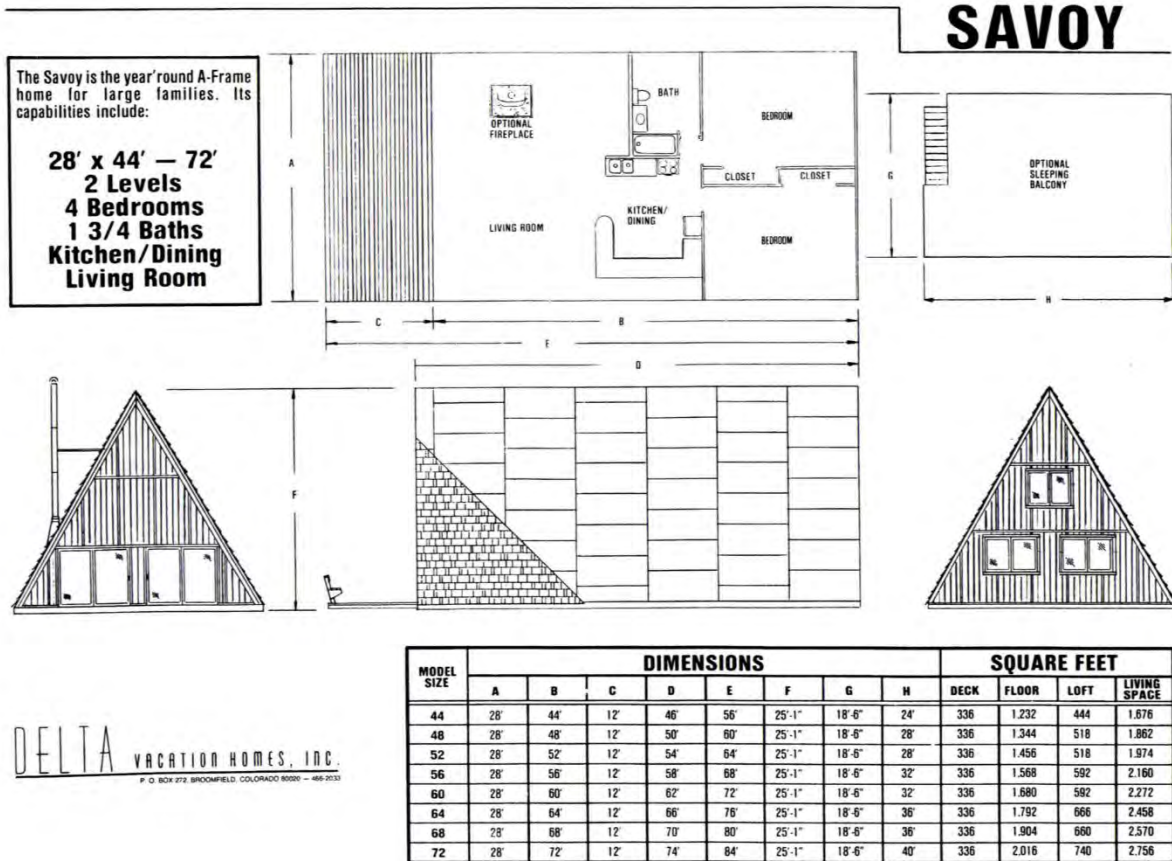 SAVOY
The Savoy is the year'round A-Frame
home for large families. Its
capabilities include:
28' x 44' — 72'
2 Levels
4 Bedrooms
1 3/4 Baths
Kitchen/Dining
Living Room
A
OPTIONAL
FIREPLACE
BATH
BEDROOM
CLOSET
CLOSET
LIVING ROOM
KITCHEN/
DINING
BEDROOM
G
OPTIONAL
SLEEPING
BALCONY
H
C
B
E
D
F
MODEL SIZE DIMENSIONS SQUARE FEET
A B C D E F G H DECK FLOOR LOFT LIVING SPACE
44 28' 44' 12' 46' 56' 25'-1" 18'-6" 24' 336 1.232 444 1.676
48 28' 48' 12' 50' 60' 25'-1" 18'-6" 28' 336 1.344 518 1.862
52 28' 52' 12' 54' 64' 25'-1" 18'-6" 28' 336 1.456 518 1.974
56 28' 56' 12' 58' 68' 25'-1" 18'-6" 32' 336 1.568 592 2.160
60 28' 60' 12' 62' 72' 25'-1" 18'-6" 32' 336 1.680 592 2.272
64 28' 64' 12' 66' 76' 25'-1" 18'-6" 36' 336 1.792 666 2.458
68 28' 68' 12' 70' 80' 25'-1" 18'-6" 36' 336 1.904 660 2.570
72 28' 72' 12' 74' 84' 25'-1" 18'-6" 40' 336 2.016 740 2.756
DELTA VACATION HOMES, INC.
P.O. BOX 272, BROOMFIELD, COLORADO 80020 — 466-2033